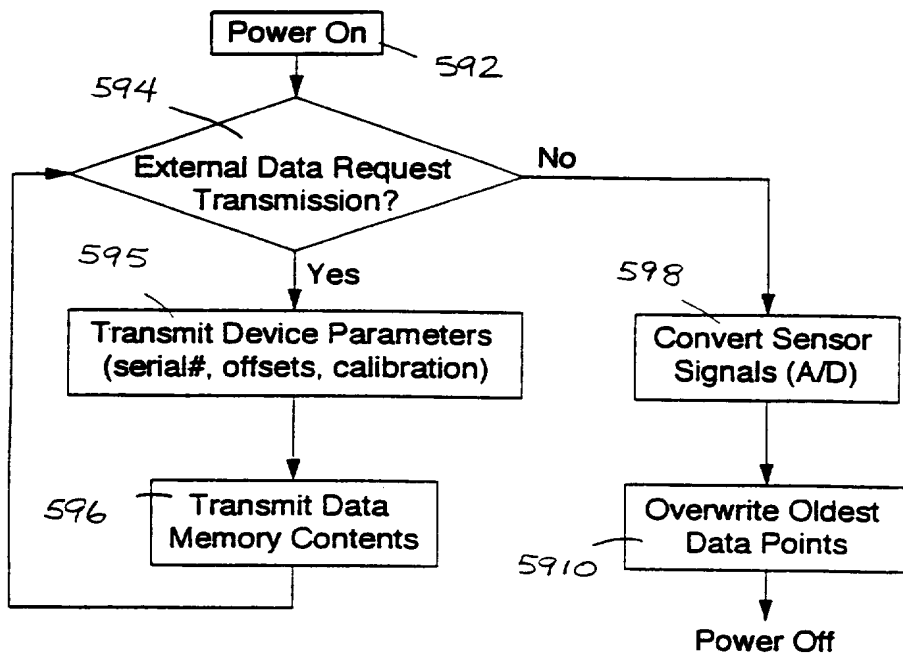 Power On
592
594
External Data Request
Transmission?
No
Yes
595
Transmit Device Parameters
(serial#, offsets, calibration)
598
Convert Sensor
Signals (A/D)
596
Transmit Data
Memory Contents
Overwrite Oldest
Data Points
5910
Power Off